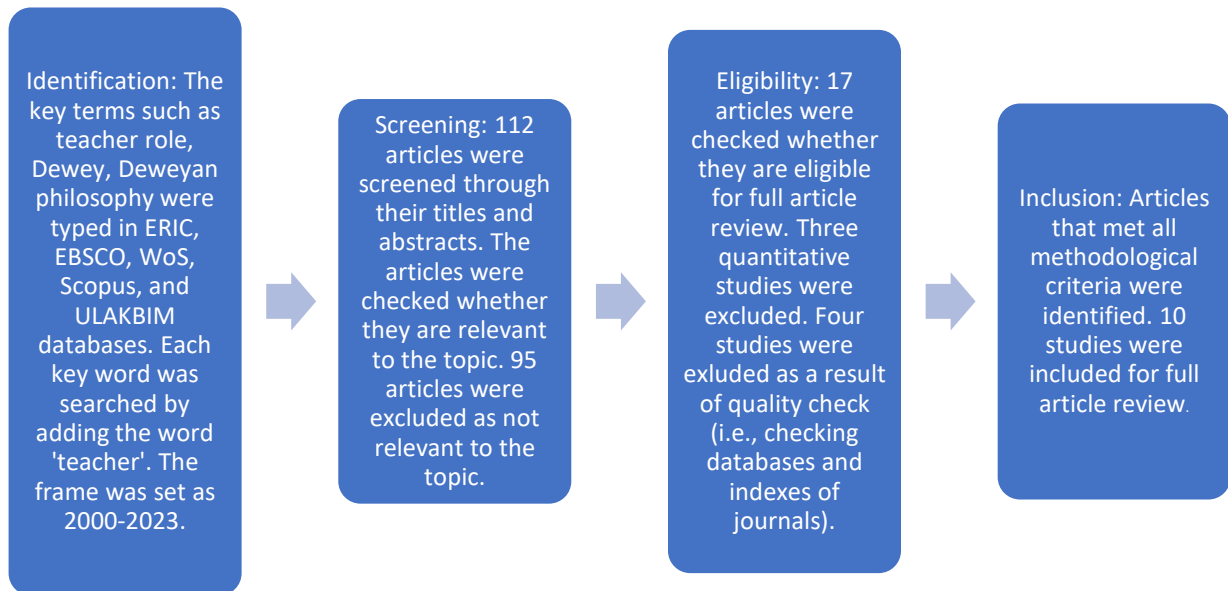 Identification: The
key terms such as
teacher role,
Dewey, Deweyan
philosophy were
typed in ERIC,
EBSCO, WoS,
Scopus, and
ULAKBIM
databases. Each
key word was
searched by
adding the word
'teacher'. The
frame was set as
2000-2023.
Screening: 112
articles were
screened through
their titles and
abstracts. The
articles were
checked whether
they are relevant
to the topic. 95
articles were
excluded as not
relevant to the
topic.
Eligibility: 17
articles were
checked whether
they are eligible
for full article
review. Three
quantitative
studies were
excluded. Four
studies were
exluded as a result
of quality check
(i.e., checking
databases and
indexes of
journals).
Inclusion: Articles
that met all
methodological
criteria were
identified. 10
studies were
included for full
article review.